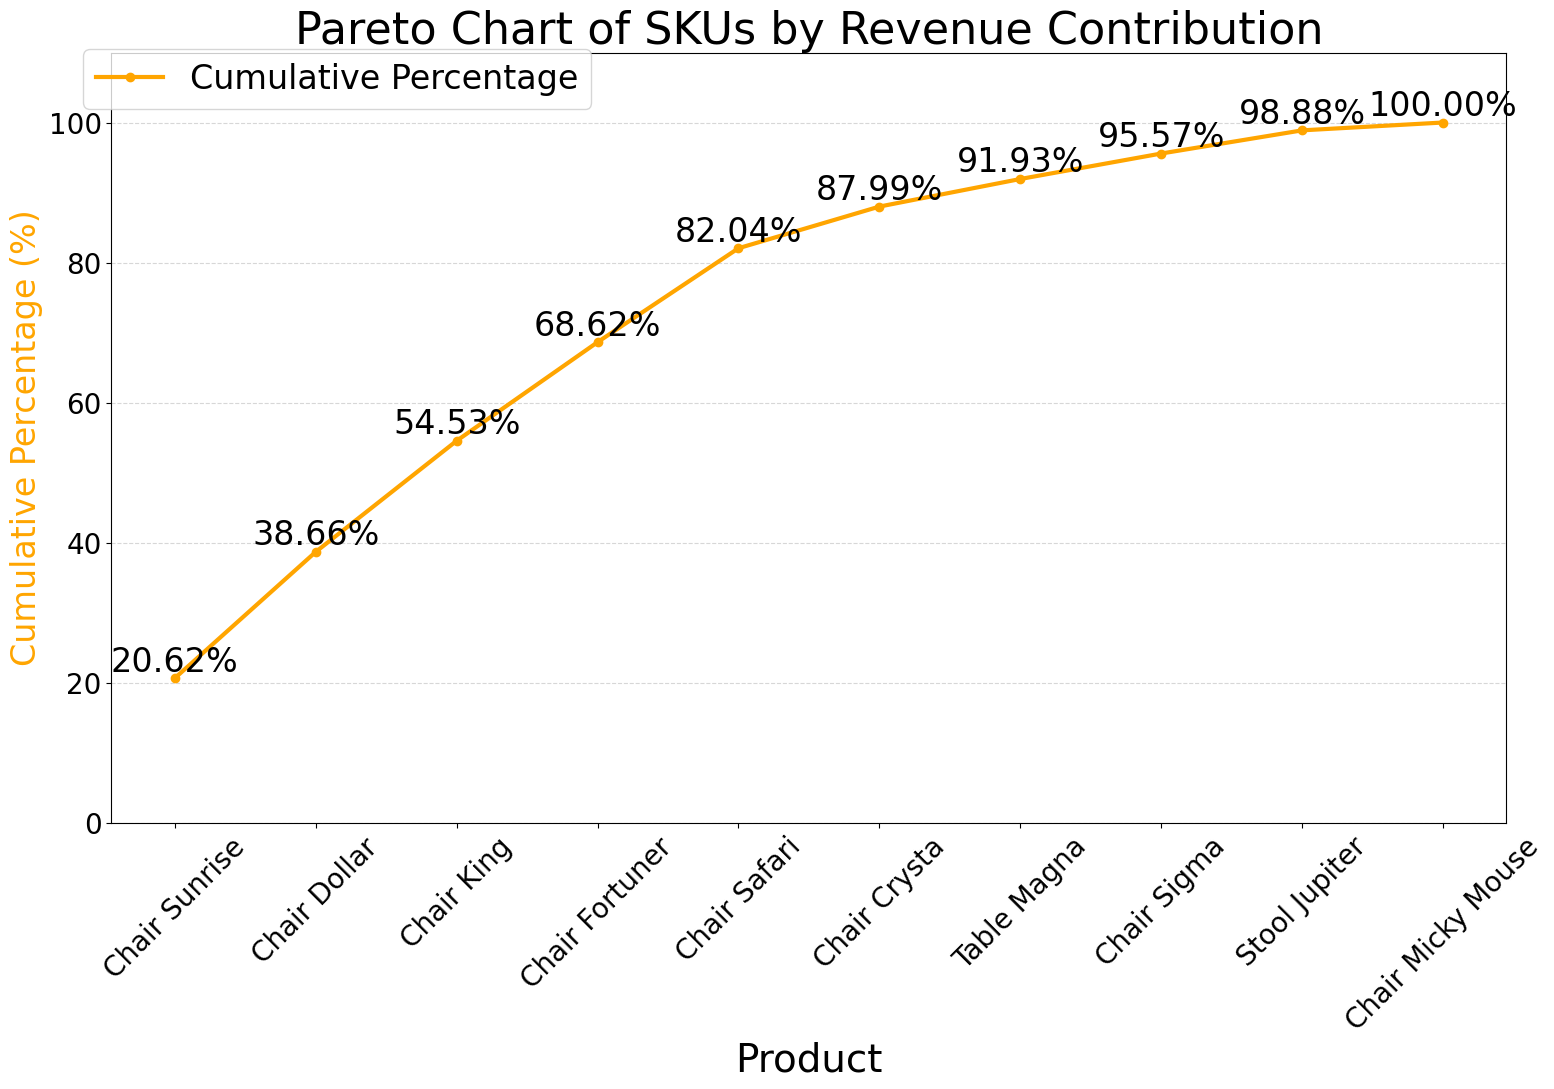 Pareto Chart of SKUs by Revenue Contribution
Cumulative Percentage
Cumulative Percentage (%)
100
80
60
40
20
0
20.62%
38.66%
54.53%
68.62%
82.04%
87.99%
91.93%
95.57%
98.88%
100.00%
Chair Sunrise
Chair Dollar
Chair King
Chair Fortuner
Chair Safari
Chair Crysta
Table Magna
Chair Sigma
Stool Jupiter
Chair Micky Mouse
Product